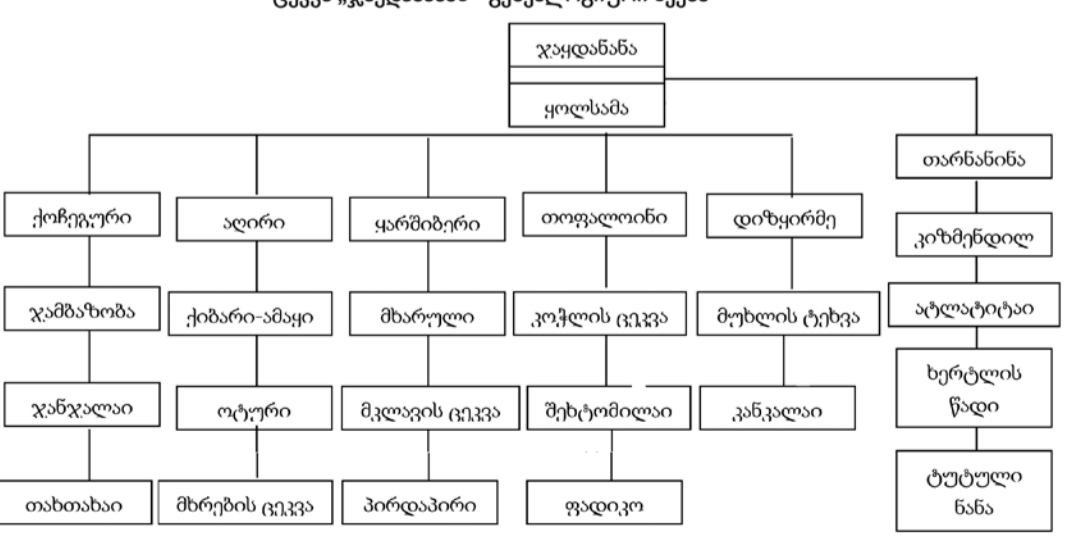 ჯაყდანანა
ყოლსამა
თარნანინა
ქოჩეგური
აღირი
ყარშიბერი
თოფალოინი
დიზყირმე
კიზმენდილ
ჯამბაზობა
ქიბარი-ამაყი
მხარული
კოჭლის ცეკვა
მუხლის ტეხვა
ატლატიტაი
ჯანჯალაი
ოტური
მკლავის ცეკვა
შეხტომილაი
კანკალაი
ხერტლის
წადი
თახთახაი
მხრების ცეკვა
პირდაპირი
ფადიკო
ტუტული
ნანა